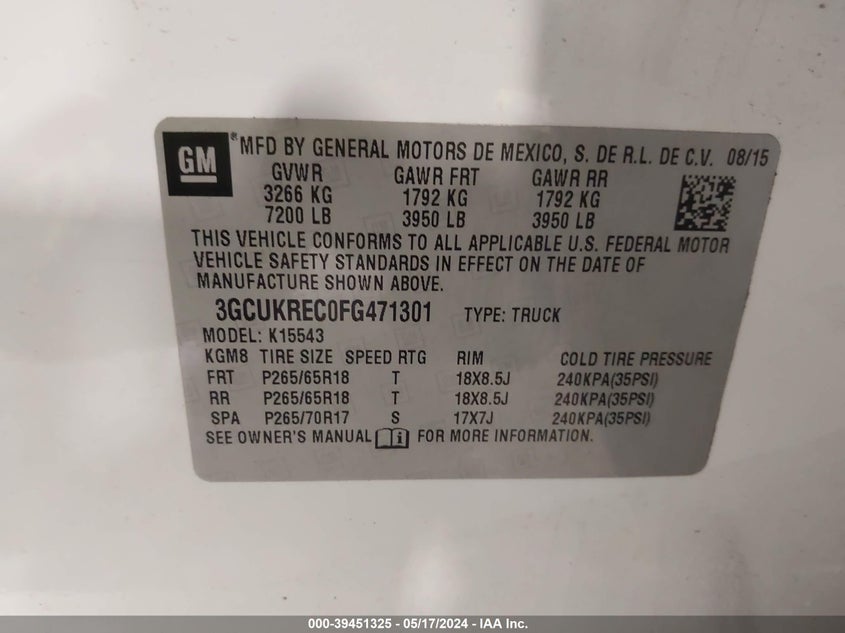 GM
*MFD BY GENERAL MOTORS DE MEXICO, S. DE R.L. DE C.V. 08/15
GVWR GAWR FRT GAWR RR
3266 KG 1792 KG 1792 KG
7200 LB 3950 LB 3950 LB
THIS VEHICLE CONFORMS TO ALL APPLICABLE U.S. FEDERAL MOTOR
VEHICLE SAFETY STANDARDS IN EFFECT ON THE DATE OF
MANUFACTURE SHOWN ABOVE.
3GCUKREC0FG471301 TYPE: TRUCK
MODEL: K15543
KGM8 TIRE SIZE SPEED RTG RIM COLD TIRE PRESSURE
FRT P265/65R18 T 18X8.5J 240KPA(35PSI)
RR P265/65R18 T 18X8.5J 240KPA(35PSI)
SPA P265/70R17 S 17X7J 240KPA(35PSI)
SEE OWNER'S MANUAL FOR MORE INFORMATION.
000-39451325 - 05/17/2024 - IAA Inc.